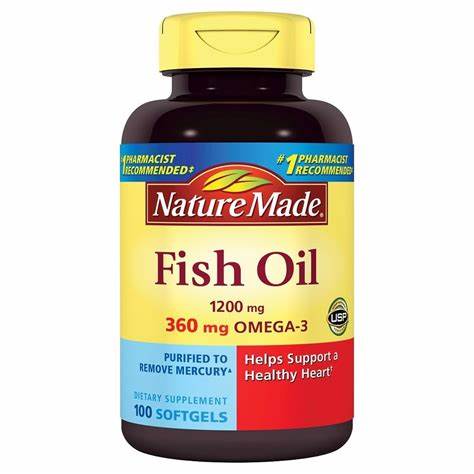 #1 PHARMACIST
RECOMMENDED‡
#1 PHARMACIST
RECOMMENDED‡
Nature Made®
Fish Oil
1200 mg
360 mg OMEGA-3
USP
PURIFIED TO
REMOVE MERCURY▲
Helps Support a
Healthy Heart†
DIETARY SUPPLEMENT
100 SOFTGELS